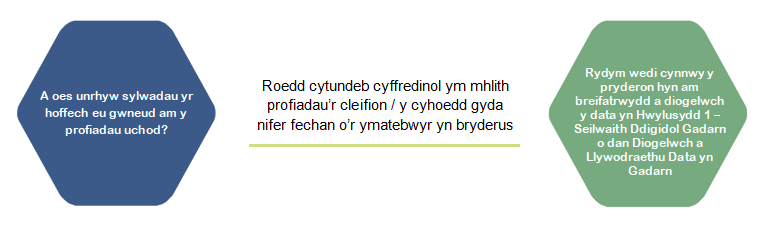 A oes unrhyw sylwadau yr
hoffech eu gwneud am y
profiadau uchod?
Roedd cytundeb cyffredinol ym mhlith
profiadau'r cleifion / y cyhoedd gyda
nifer fechan o'r ymatebwyr yn bryderus
Rydym wedi cynnwy y
pryderon hyn am
breifatrwydd a diogelwch
y data yn Hwylusydd 1 –
Seilwaith Ddigidol Gadarn
o dan Diogelwch a
Llywodraethu Data yn
Gadarn